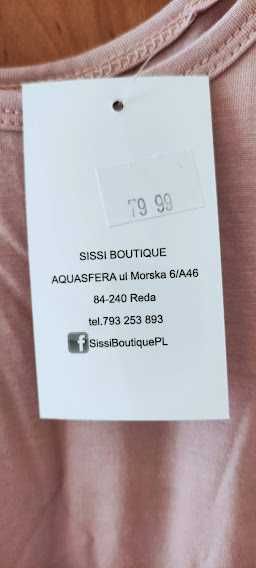 79 99
SISSI BOUTIQUE
AQUASFERA ul Morska 6/A46
84-240 Reda
tel.793 253 893
f SissiBoutiquePL